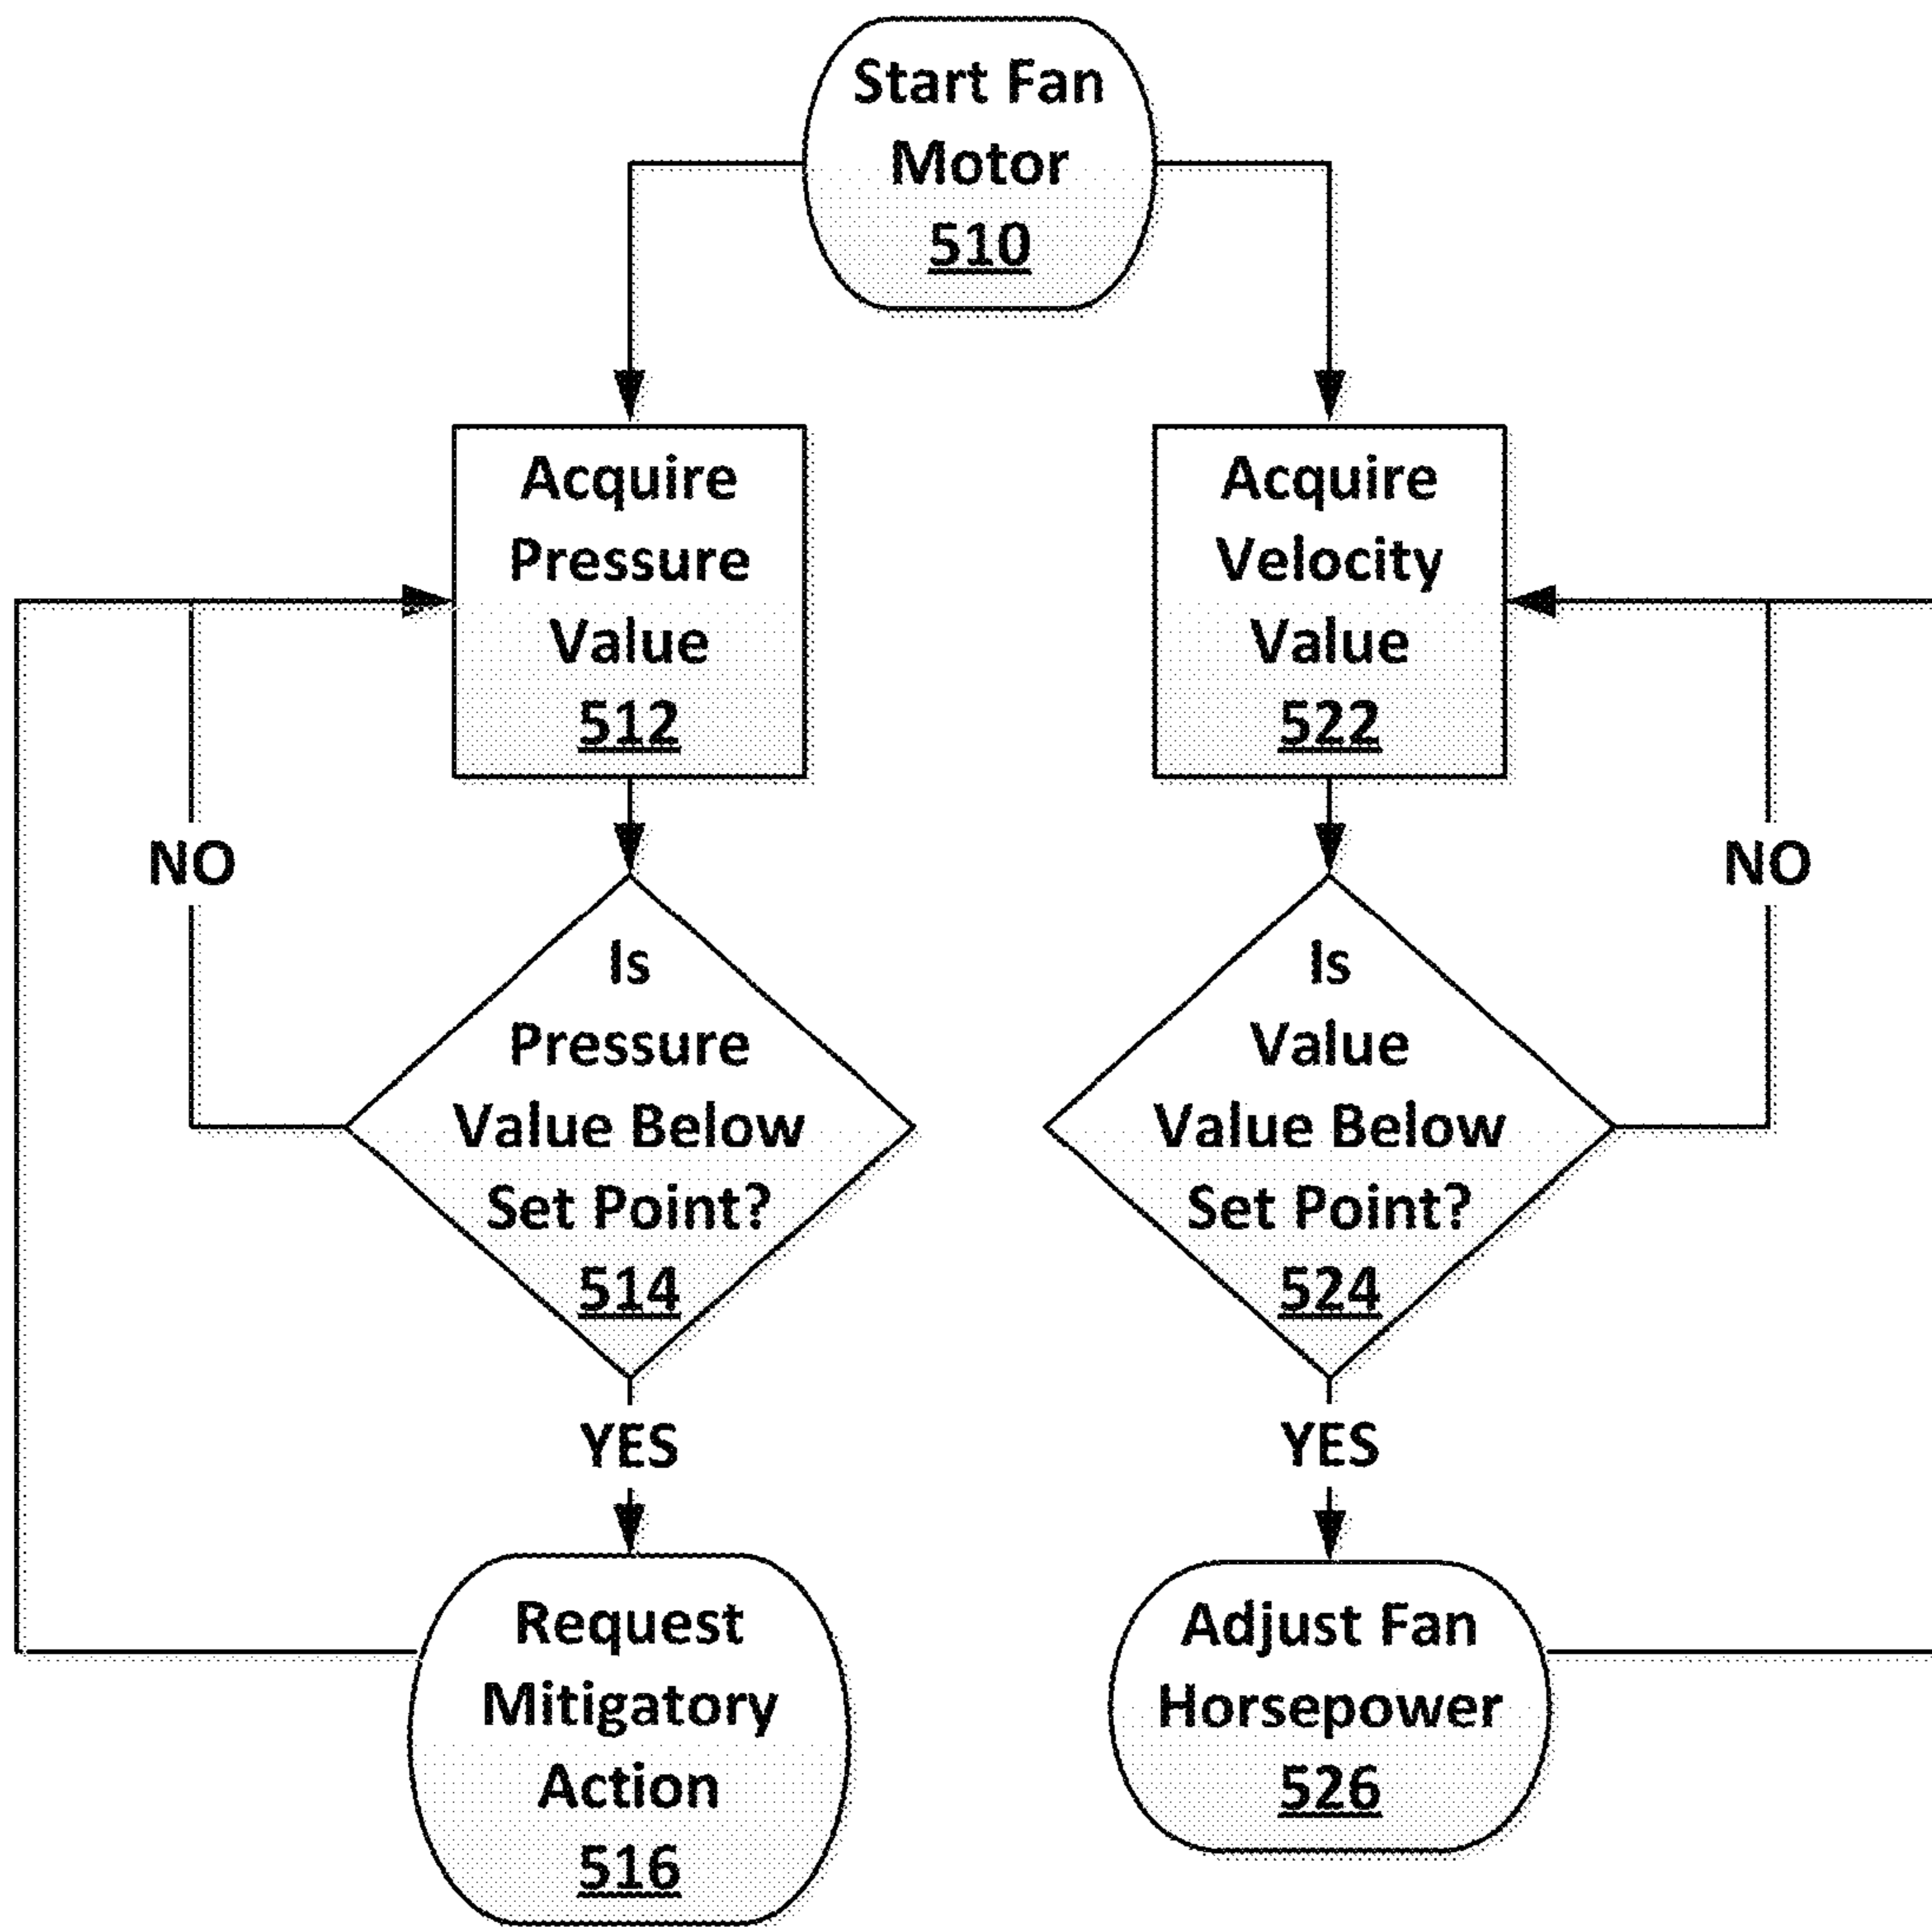 Start Fan
Motor
510
Acquire
Pressure
Value
512
Acquire
Velocity
Value
522
NO
NO
Is
Pressure
Value Below
Set Point?
514
Is
Value
Value Below
Set Point?
524
YES
YES
Request
Mitigatory
Action
516
Adjust Fan
Horsepower
526